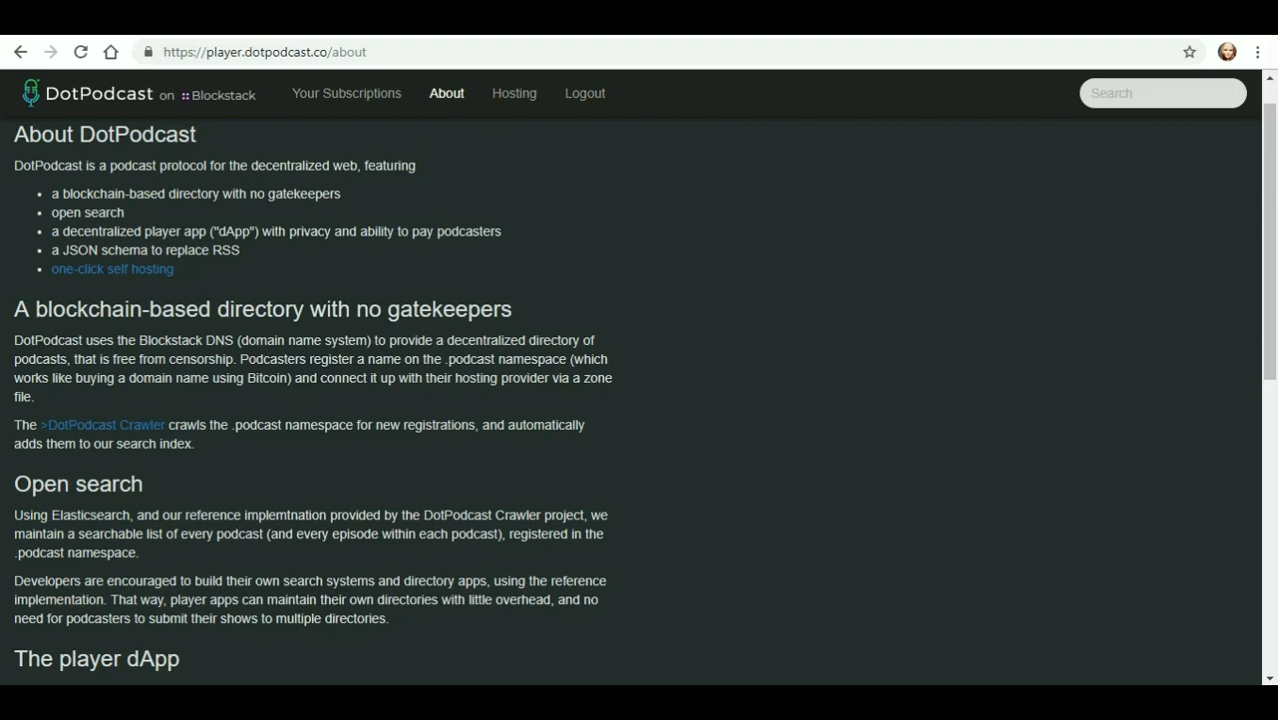 https://player.dotpodcast.co/about
DotPodcast on Blockstack Your Subscriptions About Hosting Logout Search
About DotPodcast
DotPodcast is a podcast protocol for the decentralized web, featuring
• a blockchain-based directory with no gatekeepers
• open search
• a decentralized player app ("dApp") with privacy and ability to pay podcasters
• a JSON schema to replace RSS
• one-click self hosting
A blockchain-based directory with no gatekeepers
DotPodcast uses the Blockstack DNS (domain name system) to provide a decentralized directory of
podcasts, that is free from censorship. Podcasters register a name on the .podcast namespace (which
works like buying a domain name using Bitcoin) and connect it up with their hosting provider via a zone
file.
The >DotPodcast Crawler crawls the .podcast namespace for new registrations, and automatically
adds them to our search index.
Open search
Using Elasticsearch, and our reference implemtnation provided by the DotPodcast Crawler project, we
maintain a searchable list of every podcast (and every episode within each podcast), registered in the
.podcast namespace.
Developers are encouraged to build their own search systems and directory apps, using the reference
implementation. That way, player apps can maintain their own directories with little overhead, and no
need for podcasters to submit their shows to multiple directories.
The player dApp